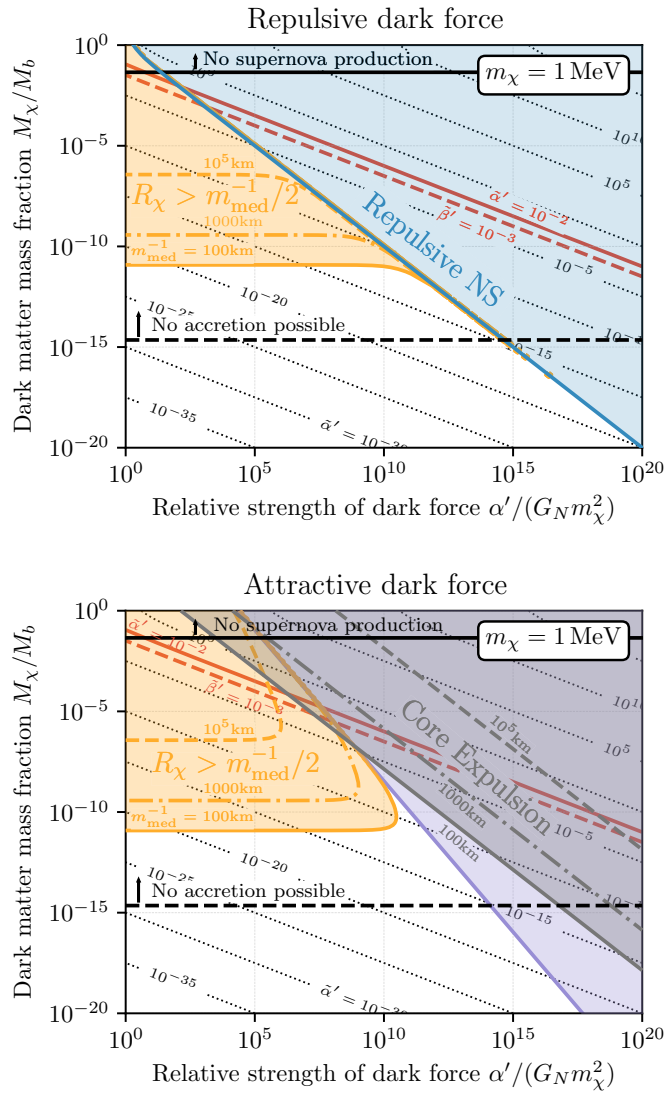 Repulsive dark force
No supernova production
m_χ = 1 MeV
10^0
10^−5
10^−10
10^−15
10^−20
Dark matter mass fraction M_χ/M_b
10^10
10^5
10^5km
R_χ > m_med^−1/2
1000km
m_med^−1 = 100km
α̃′ = 10^−2
β̃′ = 10^−3
Repulsive NS
10^−5
10^−25
10^−20
10^−15
No accretion possible
10^−35
10^0
10^5
10^10
10^15
10^20
Relative strength of dark force α′/(G_N m_χ^2)
Attractive dark force
No supernova production
m_χ = 1 MeV
10^0
10^−5
10^−10
10^−15
10^−20
Dark matter mass fraction M_χ/M_b
α̃′ = 10^−2
β̃′ = 10^−3
10^10
10^5
10^5km
R_χ > m_med^−1/2
1000km
m_med^−1 = 100km
Core Expulsion
10^5km
1000km
100km
10^−5
10^−25
10^−20
10^−15
No accretion possible
10^−35
10^0
10^5
10^10
10^15
10^20
Relative strength of dark force α′/(G_N m_χ^2)